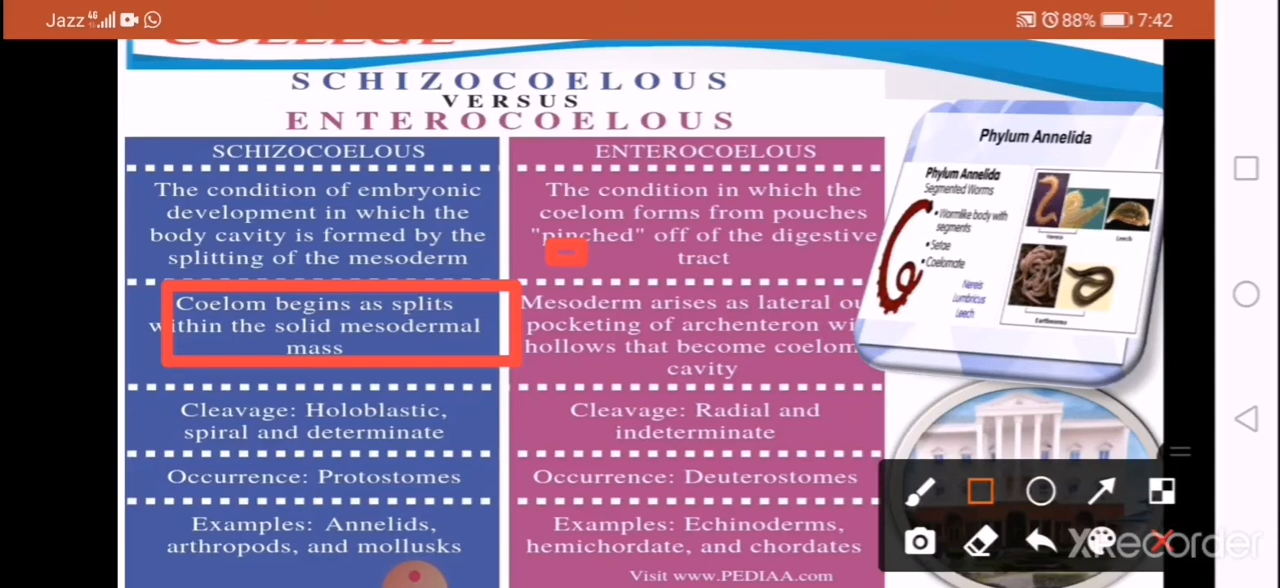 Jazz 4G 88% 7:42
COLLEGE
SCHIZOCOELOUS
VERSUS
ENTEROCOELOUS
SCHIZOCOELOUS
The condition of embryonic
development in which the
body cavity is formed by the
splitting of the mesoderm
Coelom begins as splits
within the solid mesodermal
mass
Cleavage: Holoblastic,
spiral and determinate
Occurrence: Protostomes
Examples: Annelids,
arthropods, and mollusks
ENTEROCOELOUS
The condition in which the
coelom forms from pouches
"pinched" off of the digestive
tract
Mesoderm arises as lateral ou
pocketing of archenteron wi
hollows that become coelom
cavity
Cleavage: Radial and
indeterminate
Occurrence: Deuterostomes
Examples: Echinoderms,
hemichordate, and chordates
Visit www.PEDIAA.com
Phylum Annelida
Phylum Annelida
Segmented Worms
• Wormlike body with
segments
• Setae
• Coelomate
Nereis
Lumbricus
Leech
Nereis
Leech
Earthworms
XRecorder